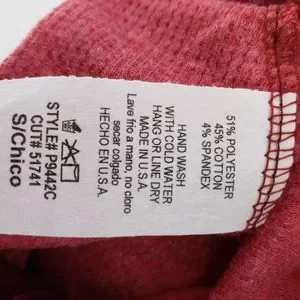 51% POLYESTER
45% COTTON
4% SPANDEX
HAND WASH
WITH COLD WATER
HANG OR LINE DRY
MADE IN U.S.A.
Lave frio a mano, no cloro
secar colgado
HECHO EN U.S.A.
STYLE# P9442C
CUT# 51741
S/Chico